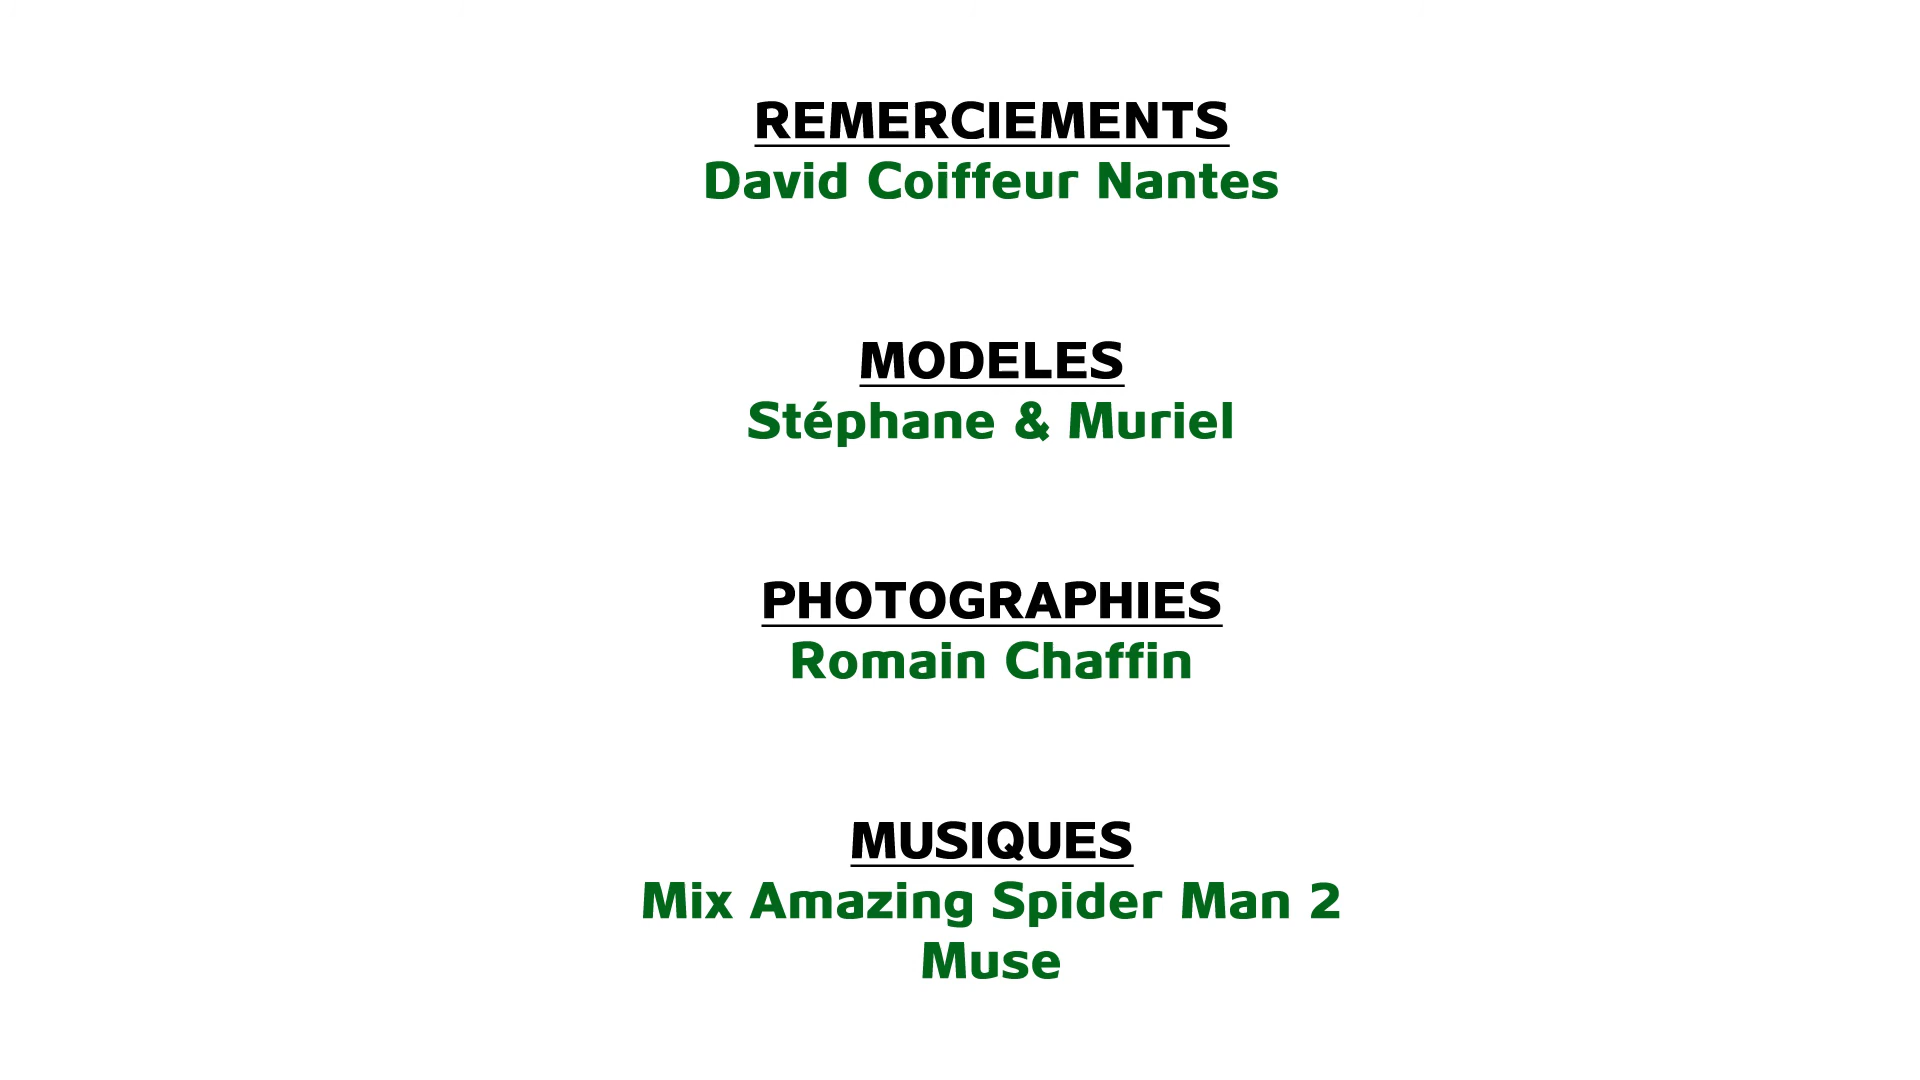 REMERCIEMENTS
David Coiffeur Nantes
MODELES
Stéphane & Muriel
PHOTOGRAPHIES
Romain Chaffin
MUSIQUES
Mix Amazing Spider Man 2
Muse